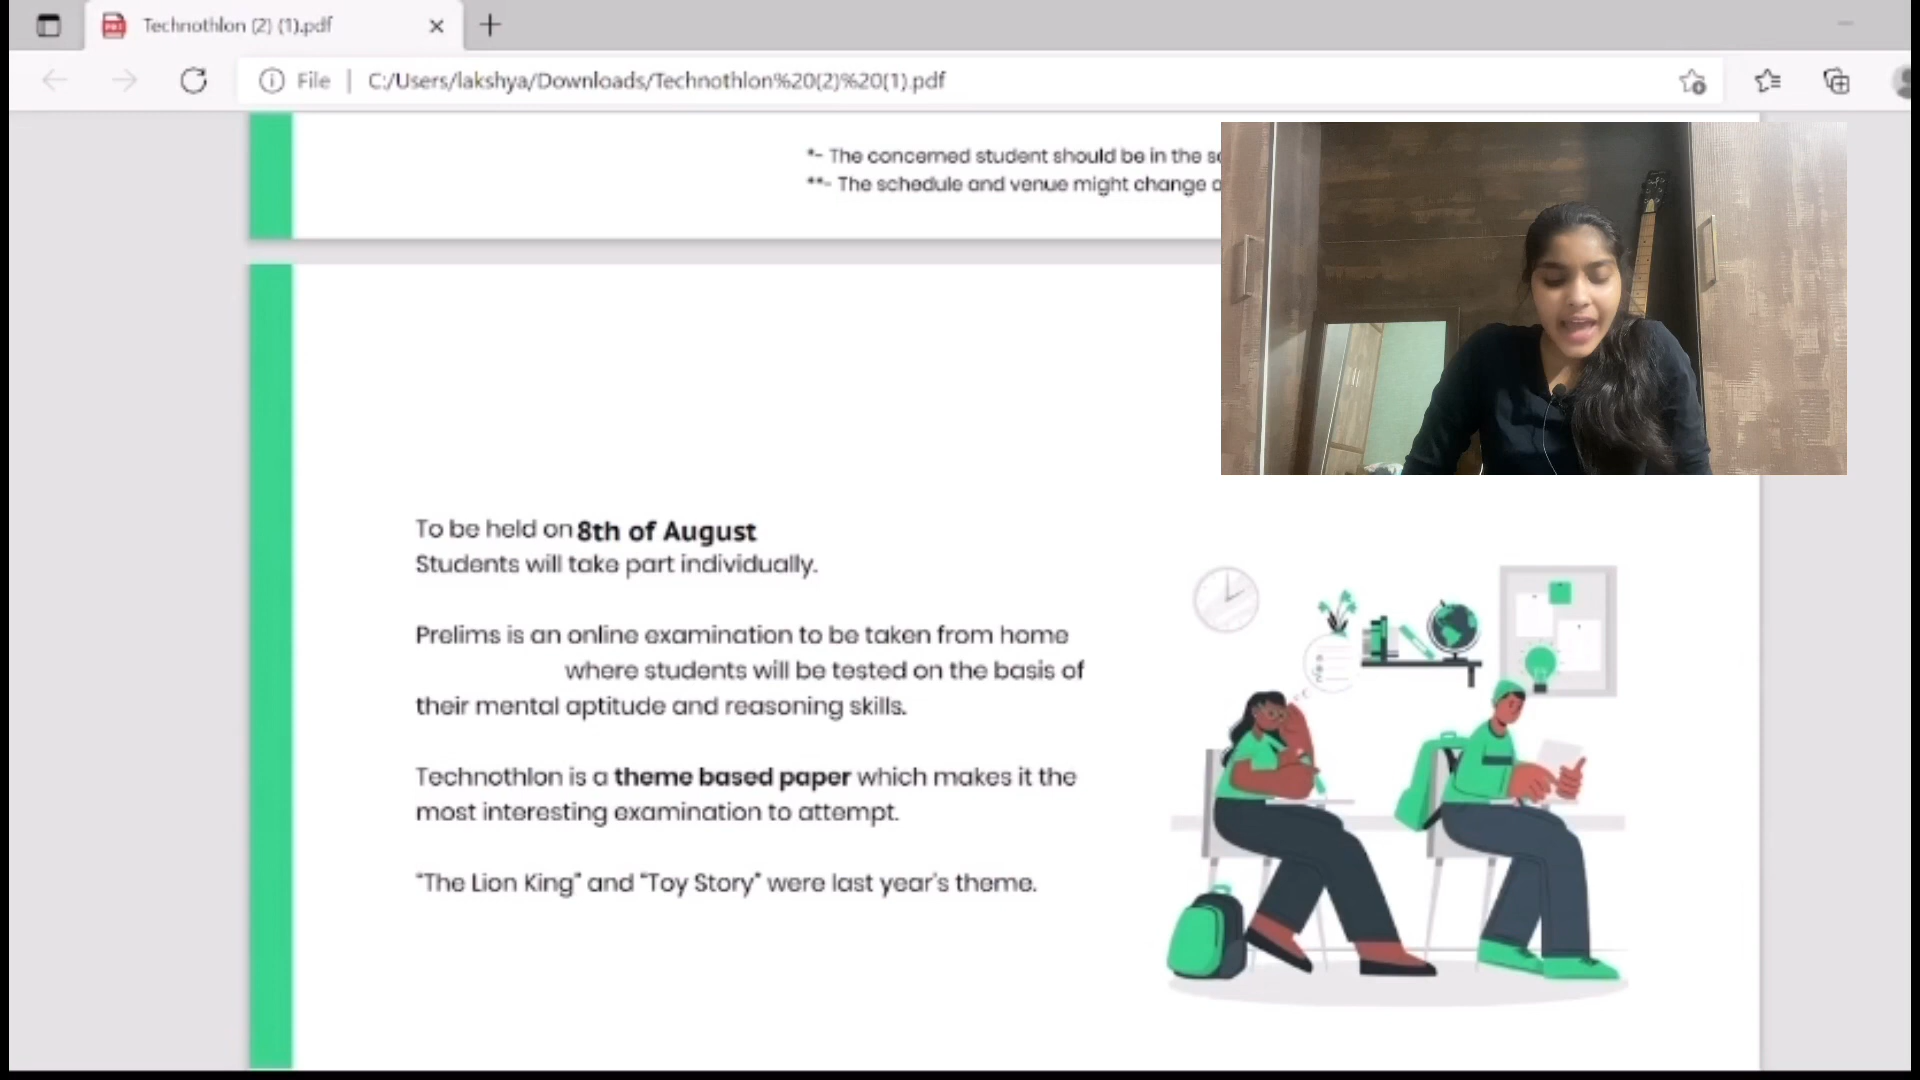 Technothlon (2) (1).pdf
File | C:/Users/lakshya/Downloads/Technothlon%20(2)%20(1).pdf
*- The concerned student should be in the
**- The schedule and venue might change
To be held on 8th of August
Students will take part individually.
Prelims is an online examination to be taken from home
where students will be tested on the basis of
their mental aptitude and reasoning skills.
Technothlon is a theme based paper which makes it the
most interesting examination to attempt.
"The Lion King" and "Toy Story" were last year's theme.